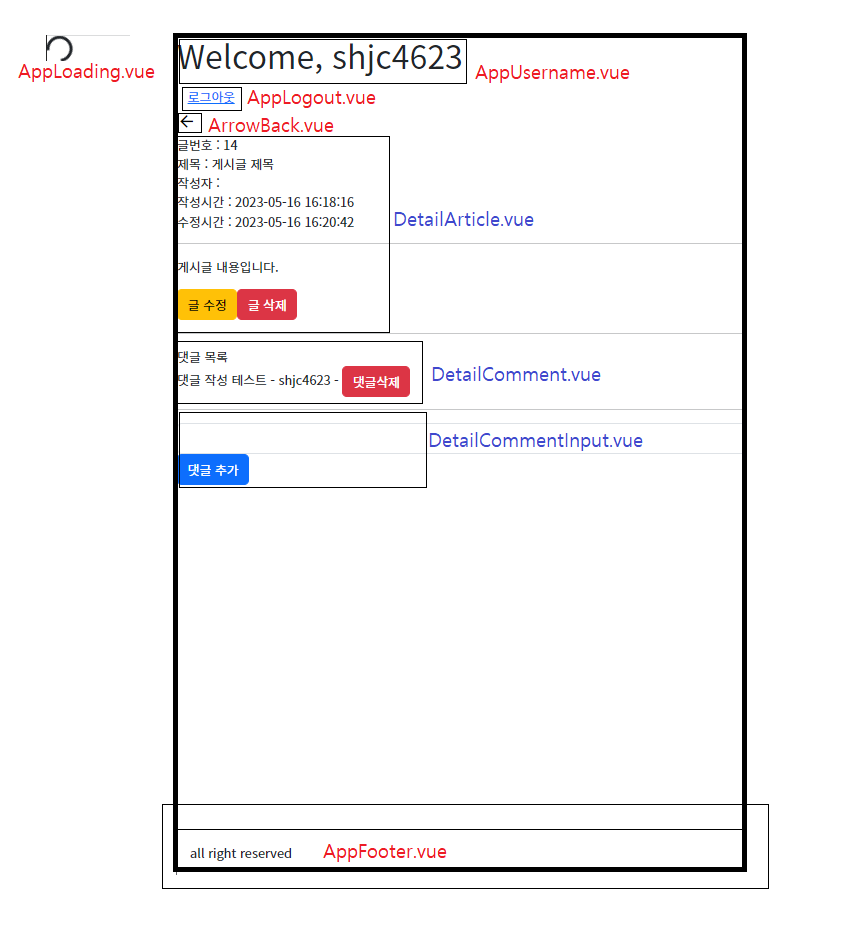 AppLoading.vue
Welcome, shjc4623
AppUsername.vue
로그아웃 AppLogout.vue
ArrowBack.vue
글번호 : 14
제목 : 게시글 제목
작성자 :
작성시간 : 2023-05-16 16:18:16
수정시간 : 2023-05-16 16:20:42
DetailArticle.vue
게시글 내용입니다.
글 수정 글 삭제
댓글 목록
댓글 작성 테스트 - shjc4623 - 댓글삭제
DetailComment.vue
DetailCommentInput.vue
댓글 추가
all right reserved AppFooter.vue